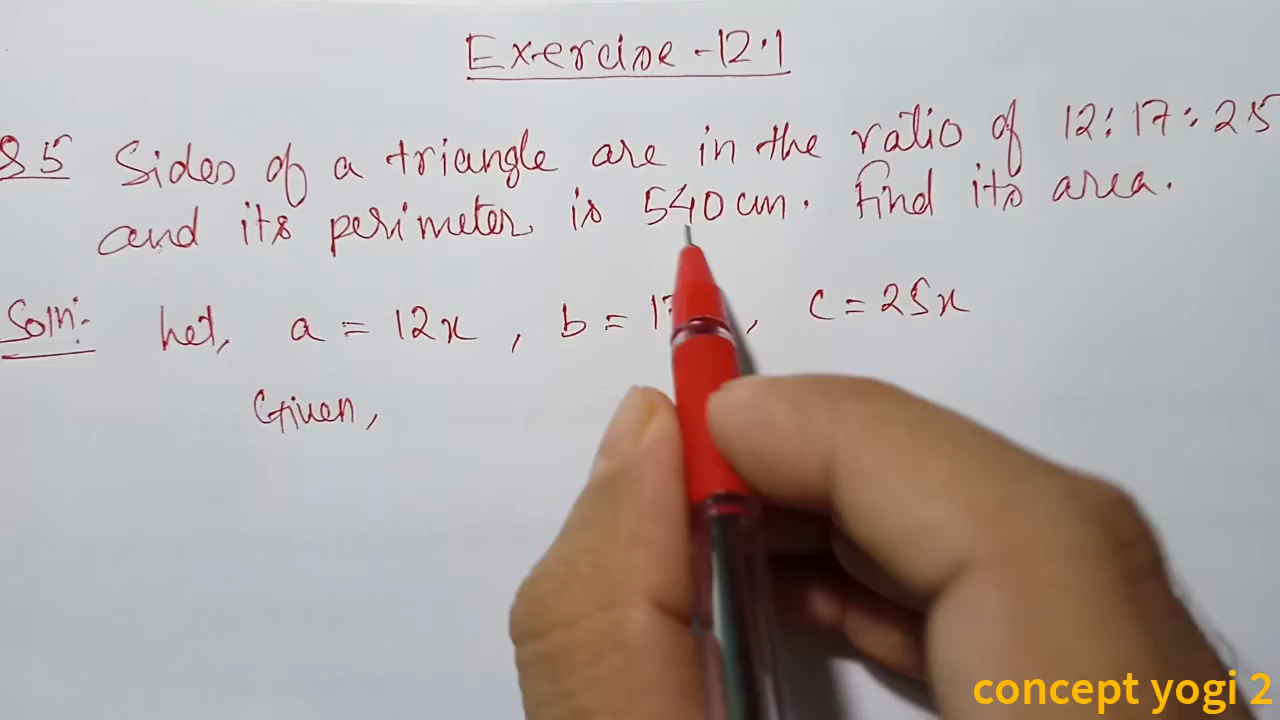 Exercise - 12.1
Q5 Sides of a triangle are in the ratio of 12:17:25
and its perimeter is 540 cm. Find its area.
Soln:- Let, a = 12x , b = 17 , c = 25x
Given,
concept yogi 2